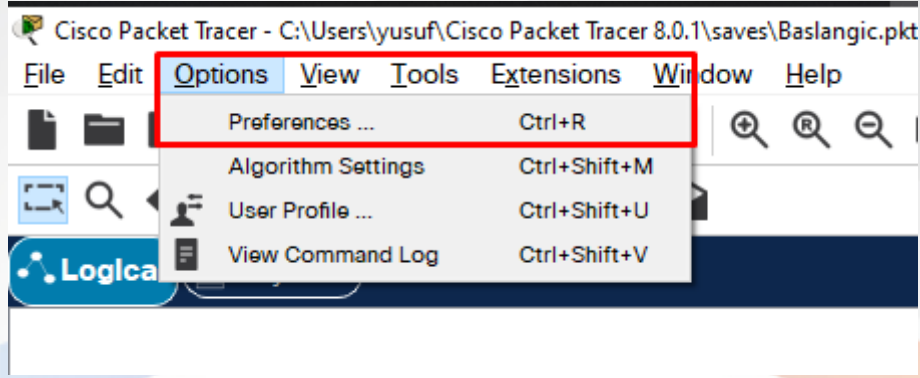 Cisco Packet Tracer - C:\Users\yusuf\Cisco Packet Tracer 8.0.1\saves\Baslangic.pkt
File Edit Options View Tools Extensions Window Help
Preferences ... Ctrl+R
Algorithm Settings Ctrl+Shift+M
User Profile ... Ctrl+Shift+U
View Command Log Ctrl+Shift+V
Logica